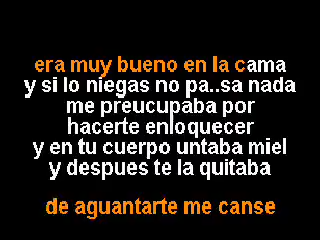 era muy bueno en la cama
y si lo niegas no pa..sa nada
me preucupaba por
hacerte enloquecer
y en tu cuerpo untaba miel
y despues te la quitaba
de aguantarte me canse